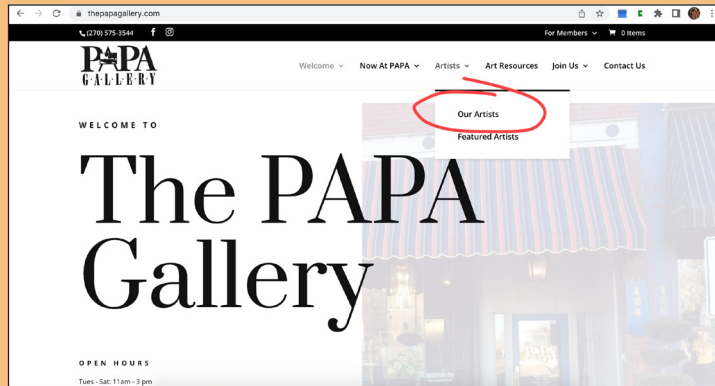 thepapagallery.com
(270) 575-3544
For Members
0 Items
PAPA
G·A·L·L·E·R·Y
Welcome
Now At PAPA
Artists
Art Resources
Join Us
Contact Us
Our Artists
Featured Artists
WELCOME TO
The PAPA
Gallery
OPEN HOURS
Tues - Sat: 11am - 3 pm